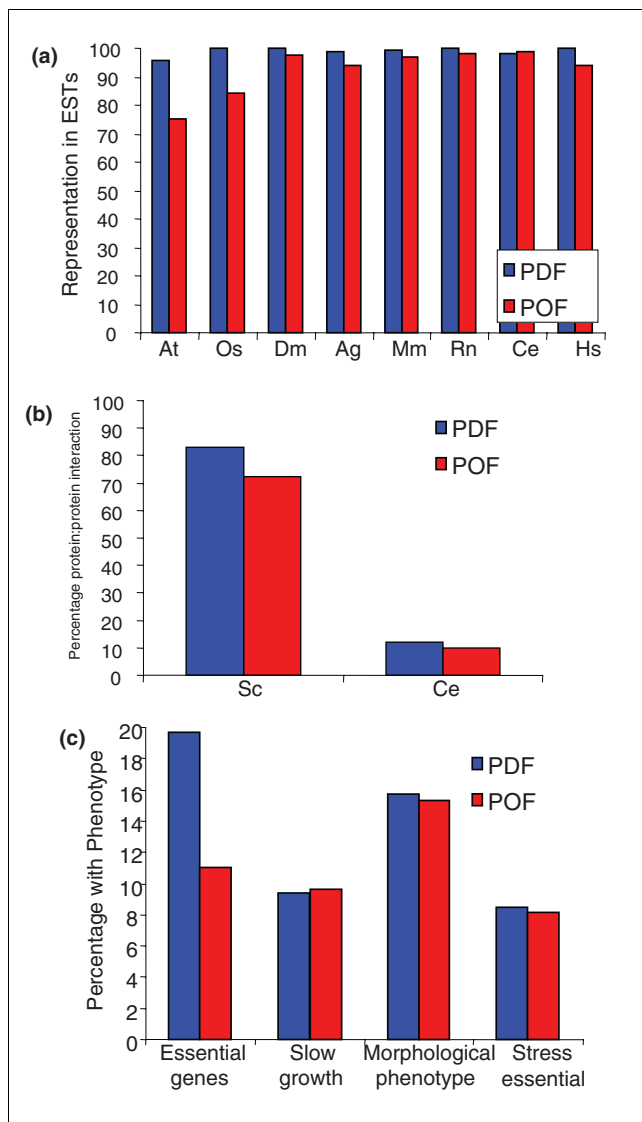 (a)
Representation in ESTs
100
90
80
70
60
50
40
30
20
10
0
At Os Dm Ag Mm Rn Ce Hs
PDF
POF
(b)
Percentage protein:protein interaction
100
90
80
70
60
50
40
30
20
10
0
Sc Ce
PDF
POF
(c)
Percentage with Phenotype
20
18
16
14
12
10
8
6
4
2
0
Essential genes
Slow growth
Morphological phenotype
Stress essential
PDF
POF